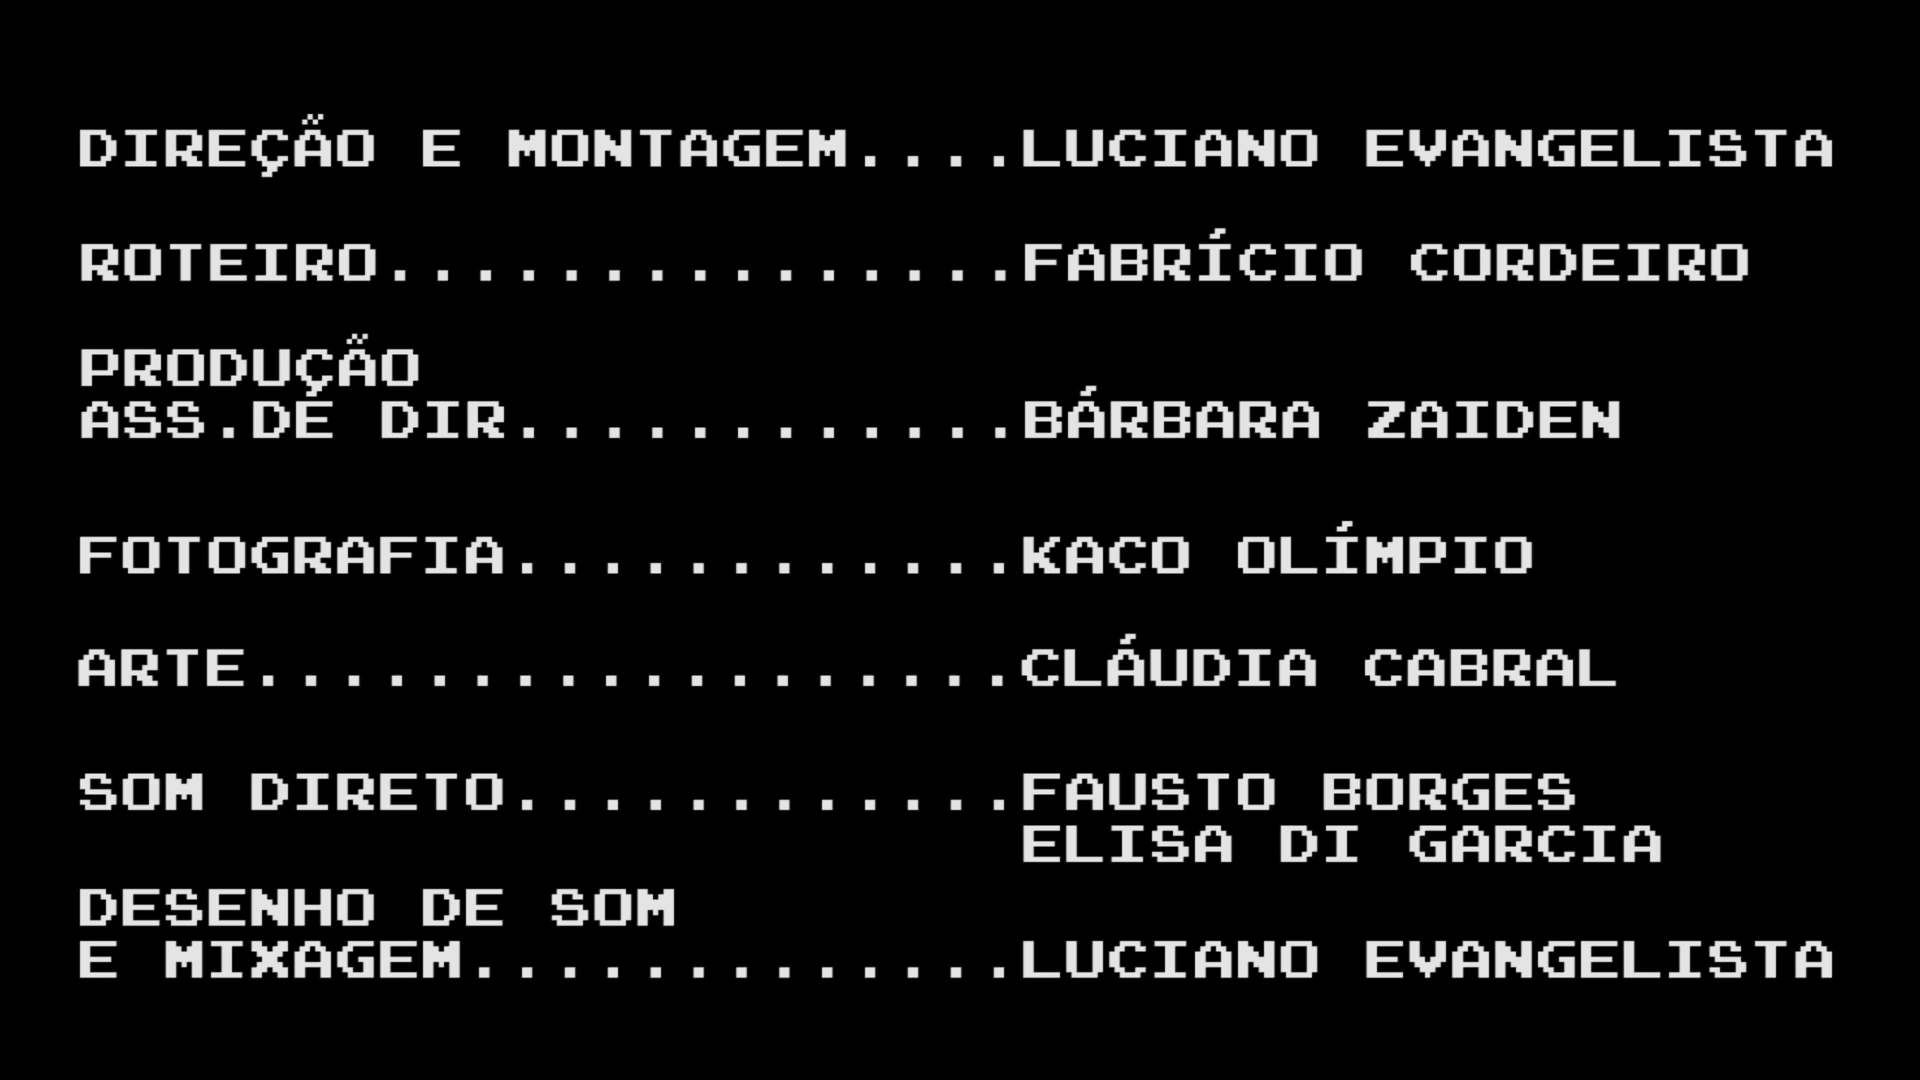 DIREÇÃO E MONTAGEM....LUCIANO EVANGELISTA
ROTEIRO...............FABRÍCIO CORDEIRO
PRODUÇÃO
ASS.DE DIR............BÁRBARA ZAIDEN
FOTOGRAFIA............KACO OLÍMPIO
ARTE..................CLÁUDIA CABRAL
SOM DIRETO............FAUSTO BORGES
ELISA DI GARCIA
DESENHO DE SOM
E MIXAGEM.............LUCIANO EVANGELISTA